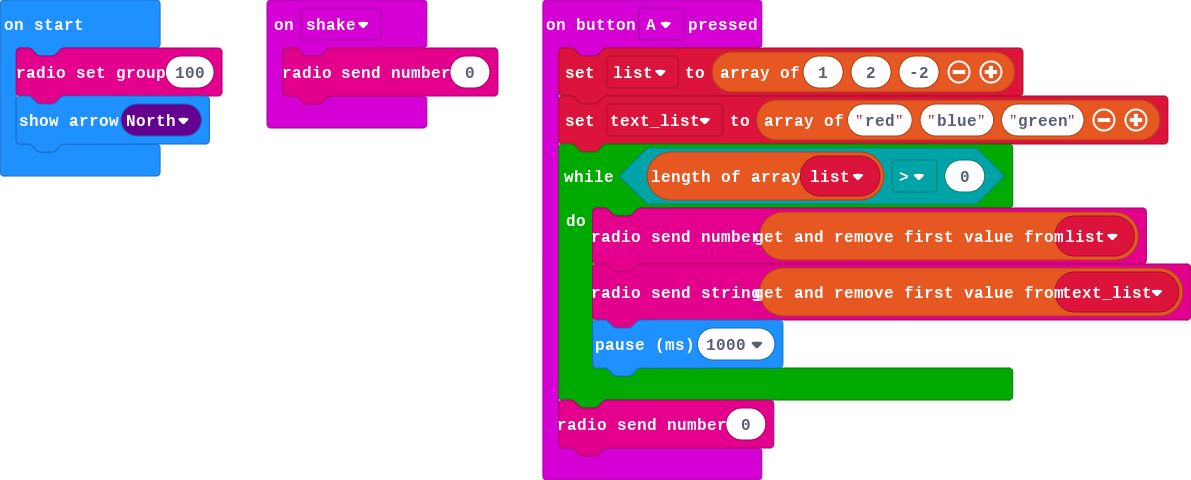 on start
radio set group 100
show arrow North
on shake
radio send number 0
on button A pressed
set list to array of 1 2 -2
set text_list to array of "red" "blue" "green"
while length of array list > 0
do
radio send number get and remove first value from list
radio send string get and remove first value from text_list
pause (ms) 1000
radio send number 0